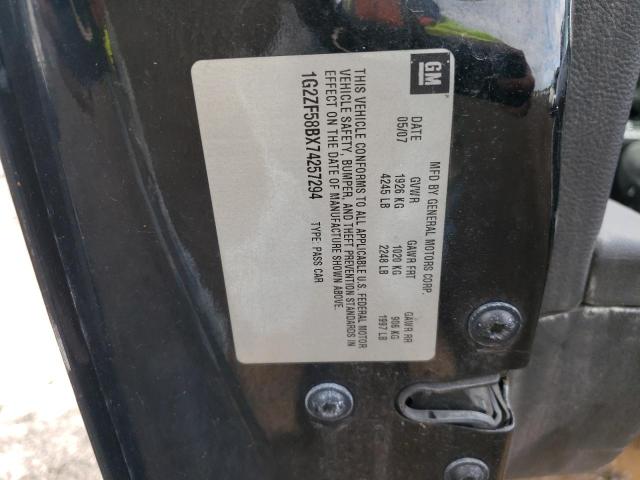 GM
MFD BY GENERAL MOTORS CORP.
DATE GVWR GAWR FRT GAWR RR
05/07 1926 KG 1020 KG 906 KG
4245 LB 2248 LB 1997 LB
THIS VEHICLE CONFORMS TO ALL APPLICABLE U.S. FEDERAL MOTOR
VEHICLE SAFETY, BUMPER, AND THEFT PREVENTION STANDARDS IN
EFFECT ON THE DATE OF MANUFACTURE SHOWN ABOVE.
1G2ZF58BX74257294 TYPE: PASS CAR